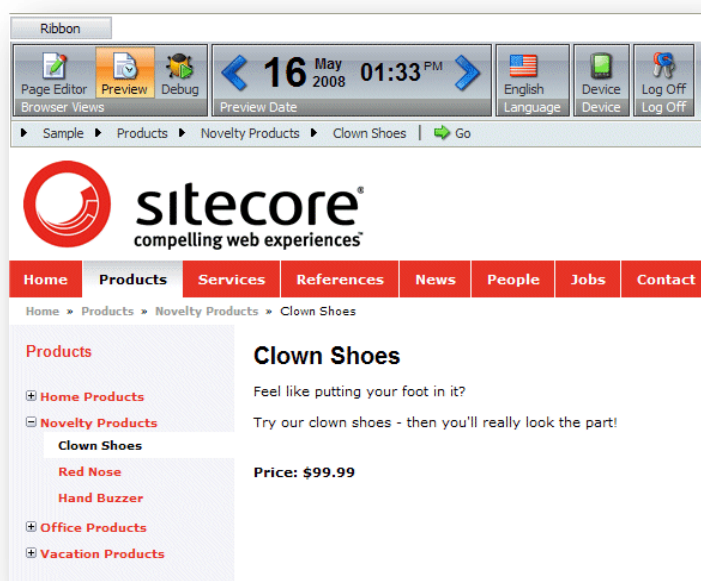 Ribbon
Page Editor Preview Debug
Browser Views
16 May 2008 01:33 PM
Preview Date
English
Language
Device
Device
Log Off
Log Off
Sample Products Novelty Products Clown Shoes | Go
sitecore®
compelling web experiences™
Home Products Services References News People Jobs Contact
Home » Products » Novelty Products » Clown Shoes
Products
Home Products
Novelty Products
Clown Shoes
Red Nose
Hand Buzzer
Office Products
Vacation Products
Clown Shoes
Feel like putting your foot in it?
Try our clown shoes - then you'll really look the part!
Price: $99.99